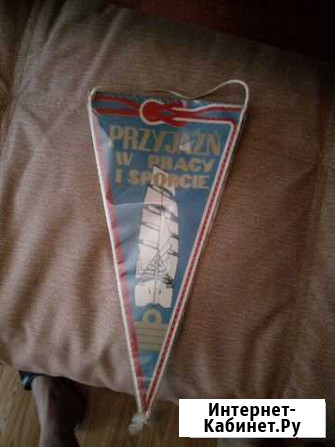 PRZYJAŹŃ
W PRACY
I SPORCIE
Интернет-
Кабинет.Ру